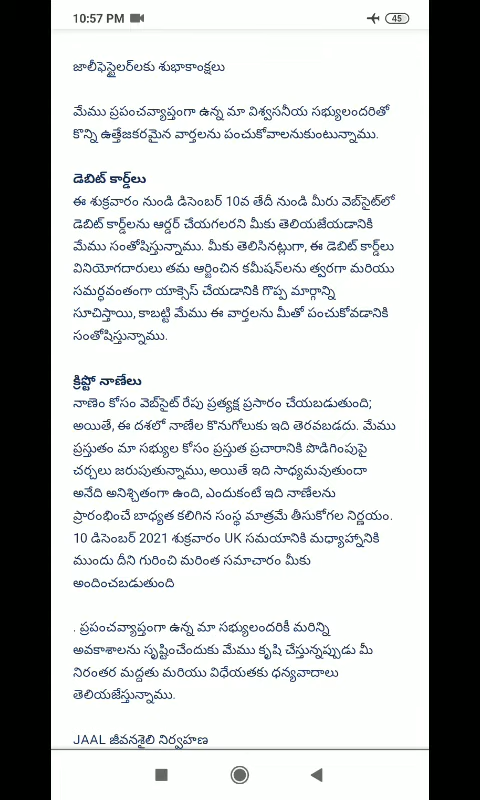 10:57 PM
45
జాలీఫెస్టైలర్‌లకు శుభాకాంక్షలు
మేము ప్రపంచవ్యాప్తంగా ఉన్న మా విశ్వసనీయ సభ్యులందరితో
కొన్ని ఉత్తేజకరమైన వార్తలను పంచుకోవాలనుకుంటున్నాము.
డెబిట్ కార్డ్‌లు
ఈ శుక్రవారం నుండి డిసెంబర్ 10వ తేదీ నుండి మీరు వెబ్‌సైట్‌లో
డెబిట్ కార్డ్‌లను ఆర్డర్ చేయగలరని మీకు తెలియజేయడానికి
మేము సంతోషిస్తున్నాము. మీకు తెలిసినట్లుగా, ఈ డెబిట్ కార్డ్‌లు
వినియోగదారులు తమ ఆర్జించిన కమీషన్‌లను త్వరగా మరియు
సమర్ధవంతంగా యాక్సెస్ చేయడానికి గొప్ప మార్గాన్ని
సూచిస్తాయి, కాబట్టి మేము ఈ వార్తలను మీతో పంచుకోవడానికి
సంతోషిస్తున్నాము.
క్రిప్టో నాణేలు
నాణెం కోసం వెబ్‌సైట్ రేపు ప్రత్యక్ష ప్రసారం చేయబడుతుంది;
అయితే, ఈ దశలో నాణేల కొనుగోలుకు ఇది తెరవబడదు. మేము
ప్రస్తుతం మా సభ్యుల కోసం ప్రస్తుత ప్రచారానికి పొడిగింపుపై
చర్చలు జరుపుతున్నాము, అయితే ఇది సాధ్యమవుతుందా
అనేది అనిశ్చితంగా ఉంది, ఎందుకంటే ఇది నాణేలను
ప్రారంభించే బాధ్యత కలిగిన సంస్థ మాత్రమే తీసుకోగల నిర్ణయం.
10 డిసెంబర్ 2021 శుక్రవారం UK సమయానికి మధ్యాహ్నానికి
ముందు దీని గురించి మరింత సమాచారం మీకు
అందించబడుతుంది
. ప్రపంచవ్యాప్తంగా ఉన్న మా సభ్యులందరికీ మరిన్ని
అవకాశాలను సృష్టించేందుకు మేము కృషి చేస్తున్నప్పుడు మీ
నిరంతర మద్దతు మరియు విధేయతకు ధన్యవాదాలు
తెలియజేస్తున్నాము.
JAAL జీవనశైలి నిర్వహణ